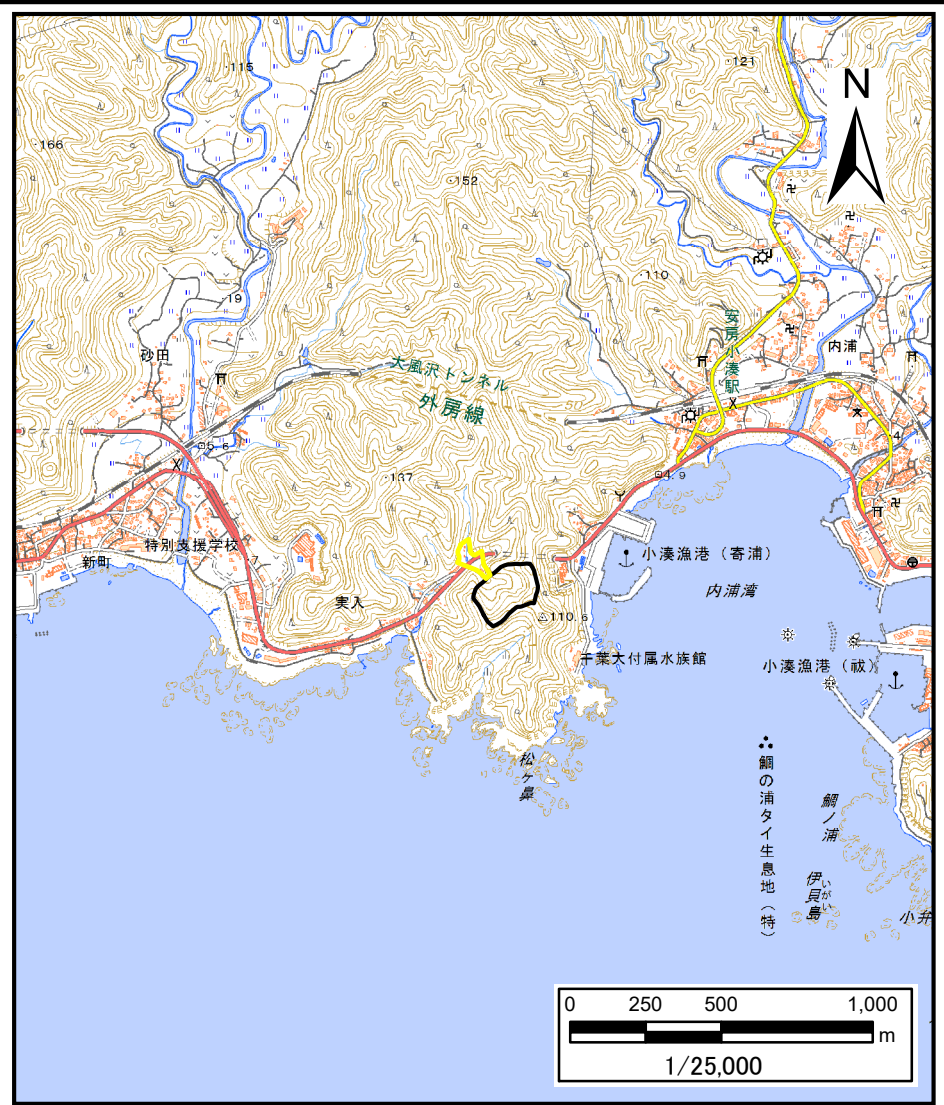 ・115
・121
N
・166
・152
・110
・19
安房小湊駅
砂田
内浦
大風沢トンネル
外房線
5.6
4
・137
4.9
特別支援学校
7
小湊漁港（寄浦）
新町
内浦湾
実入
110.6
千葉大付属水族館
小湊漁港（祓）
松ヶ鼻
鯛の浦タイ生息地（特）
鯛ノ浦
伊貝島
いがい
小弁
0 250 500 1,000
m
1/25,000